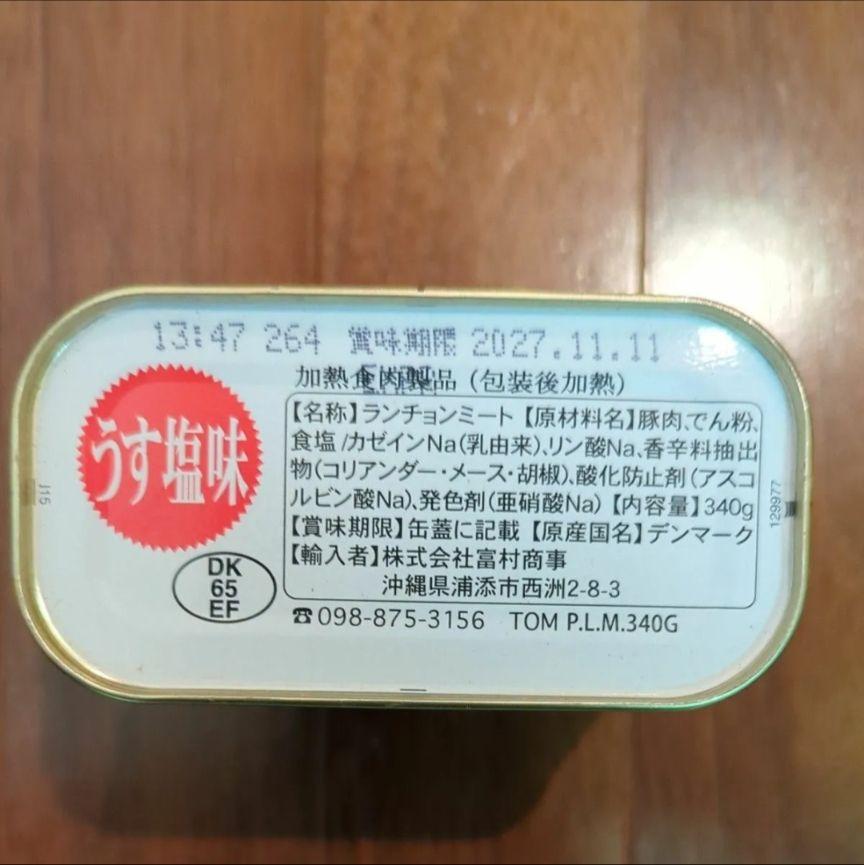 13:47 264 賞味期限 2027.11.11
加熱食肉製品（包装後加熱）
うす塩味
【名称】ランチョンミート【原材料名】豚肉、でん粉、
食塩/カゼインNa（乳由来）、リン酸Na、香辛料抽出
物（コリアンダー・メース・胡椒）、酸化防止剤（アスコ
ルビン酸Na）、発色剤（亜硝酸Na）【内容量】340g
【賞味期限】缶蓋に記載【原産国名】デンマーク
【輸入者】株式会社富村商事
沖縄県浦添市西洲2-8-3
☎098-875-3156 TOM P.L.M.340G
DK
65
EF
J15
129977